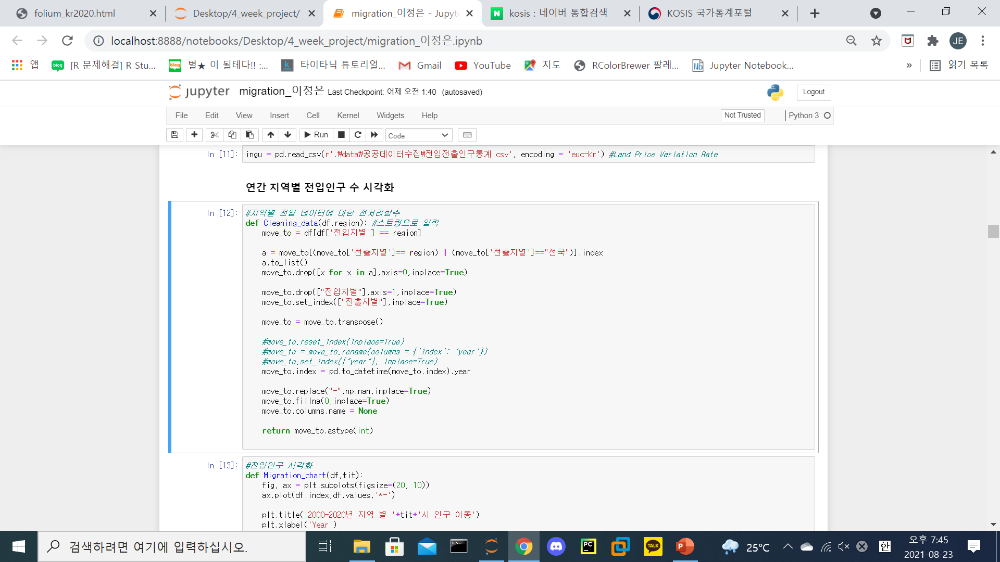 folium_kr2020.html
Desktop/4_week_project/
migration_이정은 - Jupyte
kosis : 네이버 통합검색
KOSIS 국가통계포털
localhost:8888/notebooks/Desktop/4_week_project/migration_이정은.ipynb
JE
앱
[R 문제해결] R Stu...
별★ 이 될테다!! :...
타이타닉 튜토리얼...
Gmail
YouTube
지도
RColorBrewer 팔레...
Jupyter Notebook...
»
읽기 목록
jupyter migration_이정은 Last Checkpoint: 어제 오전 1:40 (autosaved)
Logout
File Edit View Insert Cell Kernel Widgets Help
Not Trusted
Python 3
Run
Code
In [11]: ingu = pd.read_csv(r'.₩data₩공공데이터수집₩전입전출인구통계.csv', encoding = 'euc-kr') #Land Price Variation Rate
연간 지역별 전입인구 수 시각화
In [12]: #지역별 전입 데이터에 대한 전처리함수
def Cleaning_data(df,region): #스트링으로 입력
move_to = df[df['전입지별'] == region]
a = move_to[(move_to['전출지별']== region) | (move_to['전출지별']=="전국")].index
a.to_list()
move_to.drop([x for x in a],axis=0,inplace=True)
move_to.drop(["전입지별"],axis=1,inplace=True)
move_to.set_index(["전출지별"],inplace=True)
move_to = move_to.transpose()
#move_to.reset_index(inplace=True)
#move_to = move_to.rename(columns = {'index': 'year'})
#move_to.set_index(["year"], inplace=True)
move_to.index = pd.to_datetime(move_to.index).year
move_to.replace("-",np.nan,inplace=True)
move_to.fillna(0,inplace=True)
move_to.columns.name = None
return move_to.astype(int)
In [13]: #전입인구 시각화
def Migration_chart(df,tit):
fig, ax = plt.subplots(figsize=(20, 10))
ax.plot(df.index,df.values,'*-')
plt.title('2000-2020년 지역 별 '+tit+'시 인구 이동')
plt.xlabel('Year')
검색하려면 여기에 입력하십시오.
PC
TALK
P
25℃
한
오후 7:45
2021-08-23